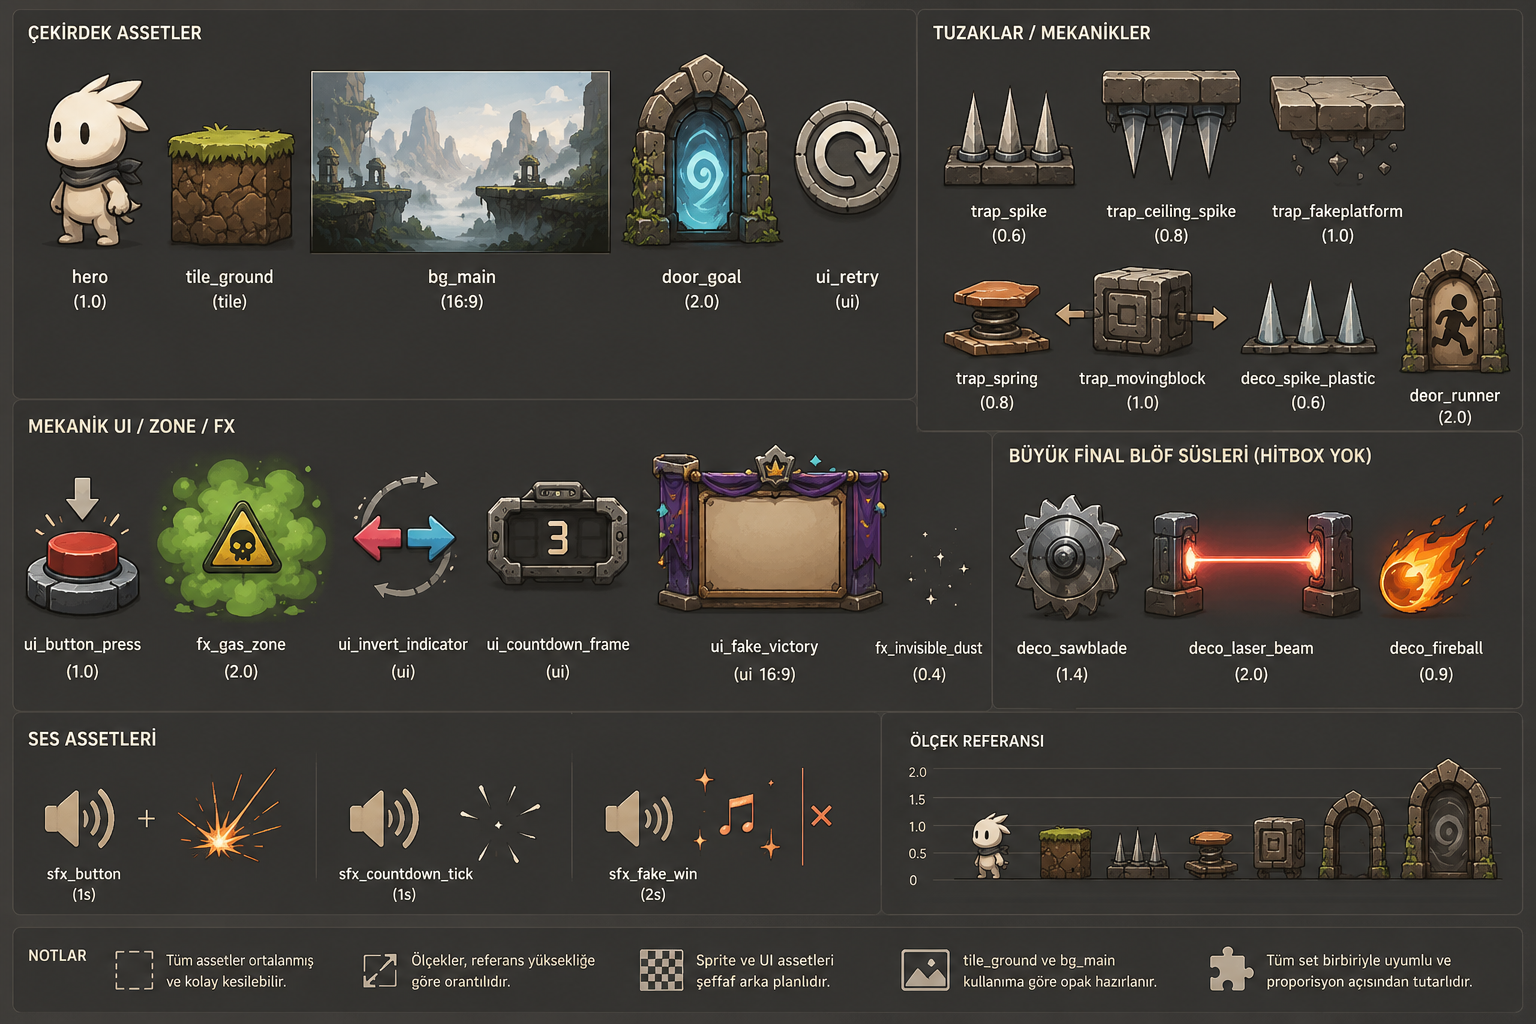 ÇEKİRDEK ASSETLER
hero
(1.0)
tile_ground
(tile)
bg_main
(16:9)
door_goal
(2.0)
ui_retry
(ui)
TUZAKLAR / MEKANİKLER
trap_spike
(0.6)
trap_ceiling_spike
(0.8)
trap_fakeplatform
(1.0)
trap_spring
(0.8)
trap_movingblock
(1.0)
deco_spike_plastic
(0.6)
deor_runner
(2.0)
MEKANİK UI / ZONE / FX
ui_button_press
(1.0)
fx_gas_zone
(2.0)
ui_invert_indicator
(ui)
3
ui_countdown_frame
(ui)
ui_fake_victory
(ui 16:9)
fx_invisible_dust
(0.4)
BÜYÜK FİNAL BLÖF SÜSLERİ (HİTBOX YOK)
deco_sawblade
(1.4)
deco_laser_beam
(2.0)
deco_fireball
(0.9)
SES ASSETLERİ
sfx_button
(1s)
sfx_countdown_tick
(1s)
sfx_fake_win
(2s)
ÖLÇEK REFERANSI
2.0
1.5
1.0
0.5
0
NOTLAR
Tüm assetler ortalanmış
ve kolay kesilebilir.
Ölçekler, referans yüksekliğe
göre orantılıdır.
Sprite ve UI assetleri
şeffaf arka planlıdır.
tile_ground ve bg_main
kullanıma göre opak hazırlanır.
Tüm set birbiriyle uyumlu ve
proporisyon açısından tutarlıdır.